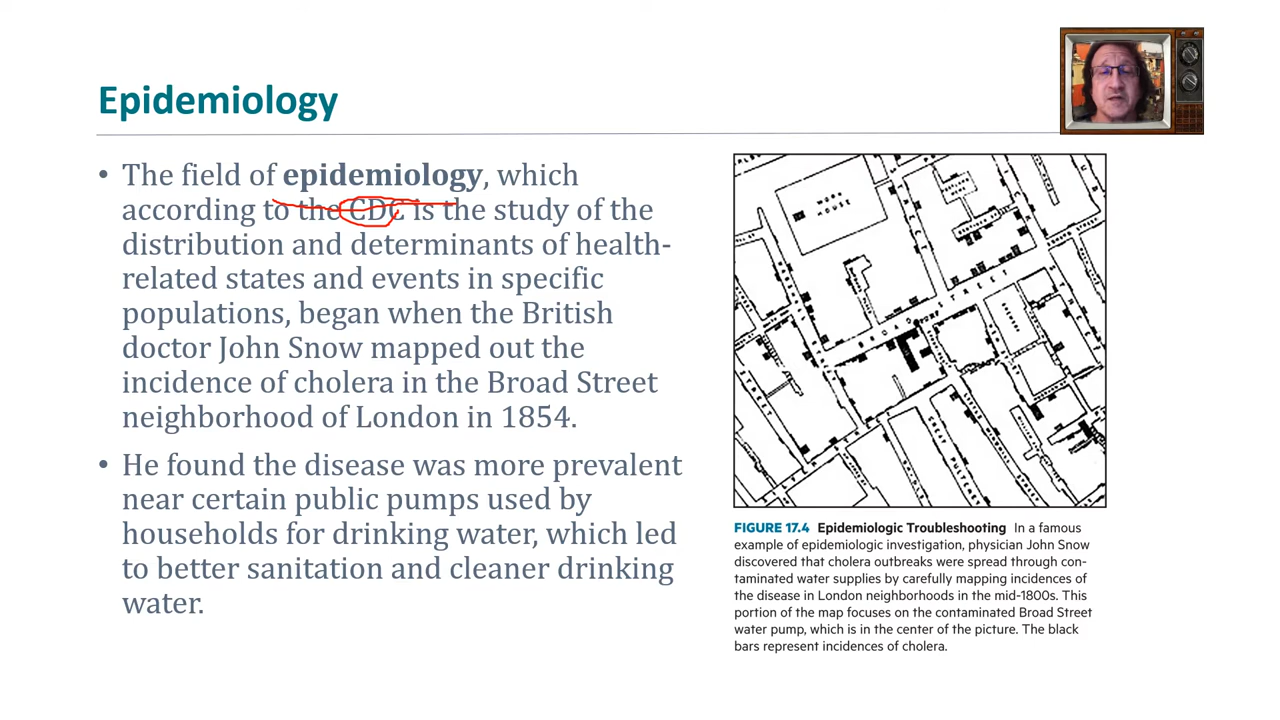 Epidemiology
• The field of epidemiology, which
according to the CDC is the study of the
distribution and determinants of health-
related states and events in specific
populations, began when the British
doctor John Snow mapped out the
incidence of cholera in the Broad Street
neighborhood of London in 1854.
• He found the disease was more prevalent
near certain public pumps used by
households for drinking water, which led
to better sanitation and cleaner drinking
water.
WORK
HOUSE
BROAD STREET
FIGURE 17.4 Epidemiologic Troubleshooting In a famous
example of epidemiologic investigation, physician John Snow
discovered that cholera outbreaks were spread through con-
taminated water supplies by carefully mapping incidences of
the disease in London neighborhoods in the mid-1800s. This
portion of the map focuses on the contaminated Broad Street
water pump, which is in the center of the picture. The black
bars represent incidences of cholera.